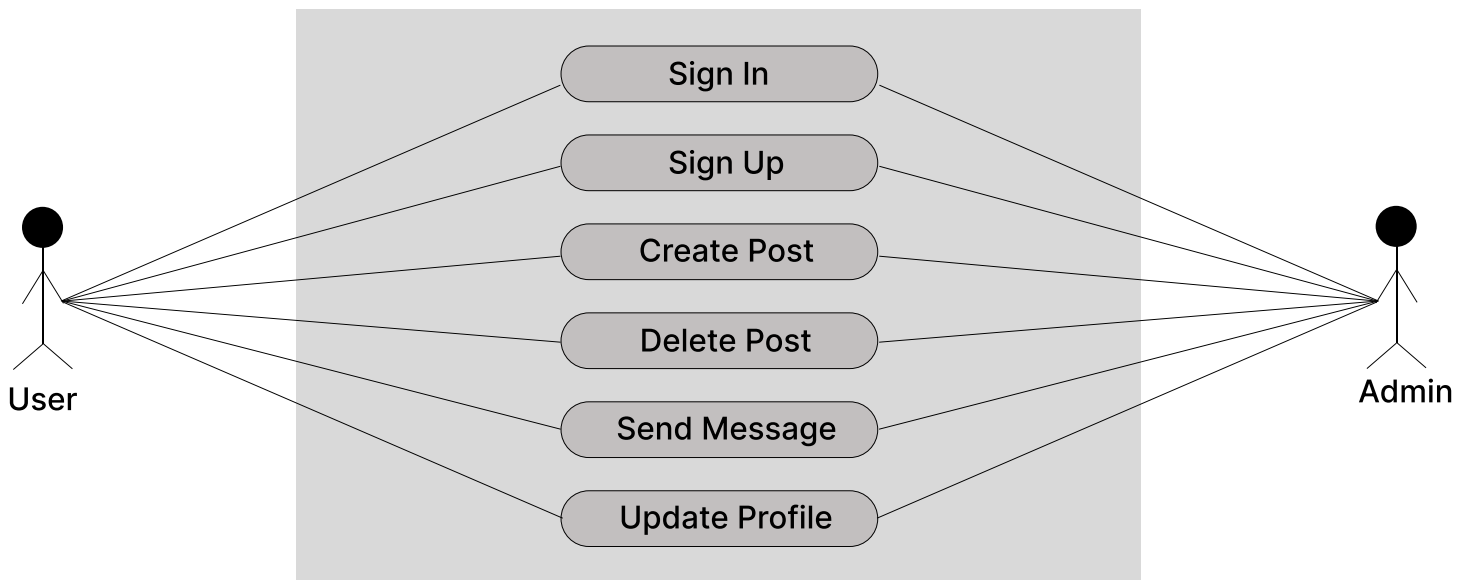 Sign In
Sign Up
Create Post
Delete Post
Send Message
Update Profile
User
Admin